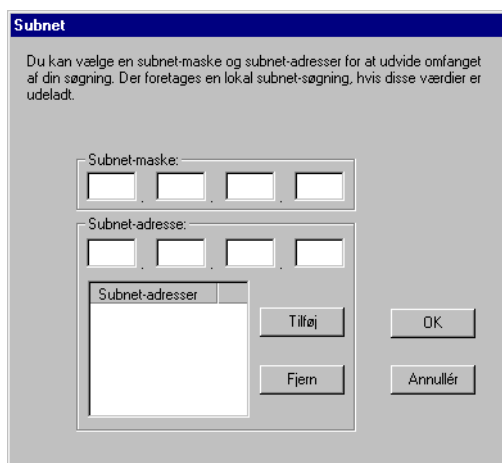 Subnet
Du kan vælge en subnet-maske og subnet-adresser for at udvide omfanget
af din søgning. Der foretages en lokal subnet-søgning, hvis disse værdier er
udeladt.
Subnet-maske:
. . .
Subnet-adresse:
. . .
Subnet-adresser
Tilføj
OK
Fjern
Annullér